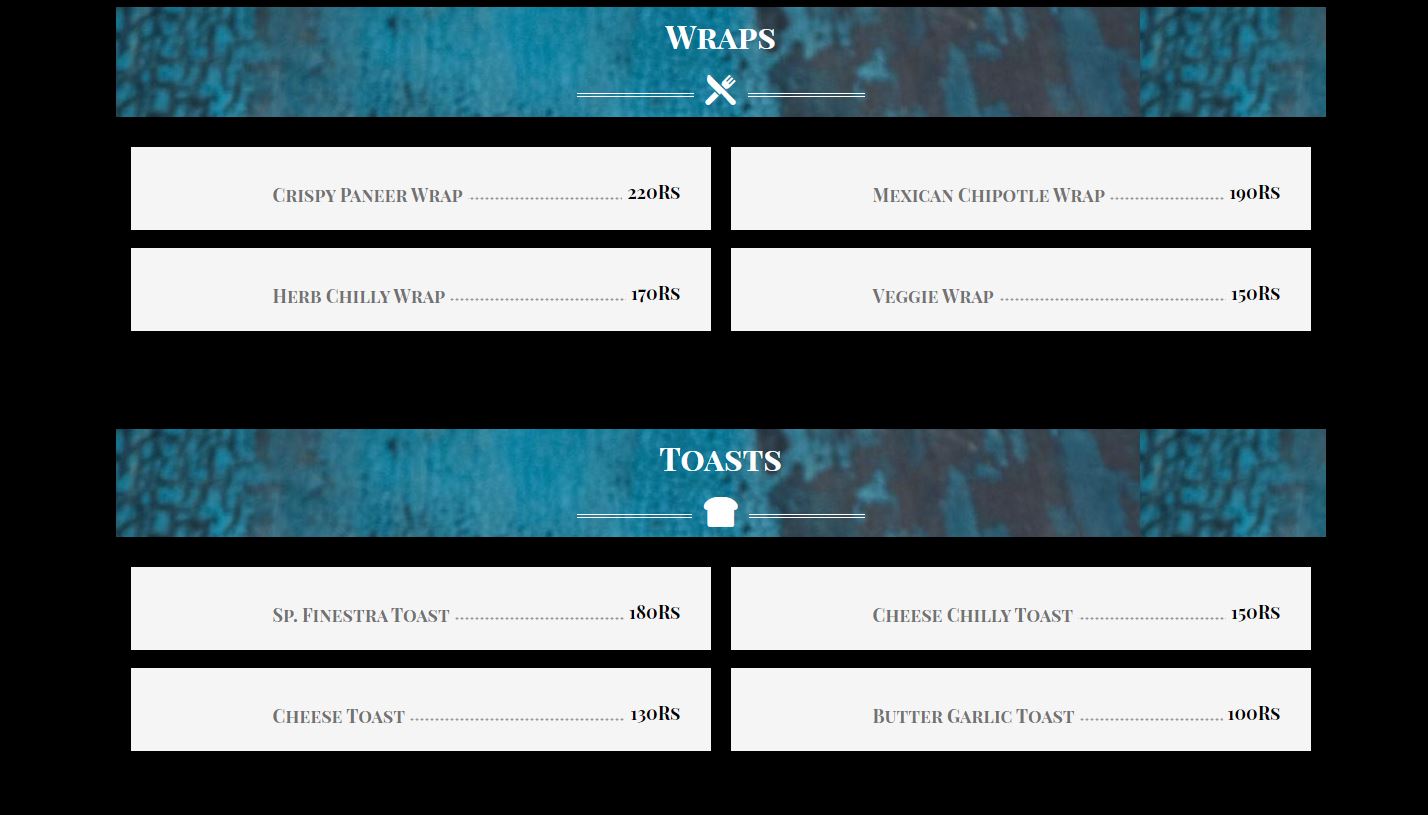 Wraps
Crispy Paneer Wrap 220Rs
Mexican Chipotle Wrap 190Rs
Herb Chilly Wrap 170Rs
Veggie Wrap 150Rs
Toasts
Sp. Finestra Toast 180Rs
Cheese Chilly Toast 150Rs
Cheese Toast 130Rs
Butter Garlic Toast 100Rs